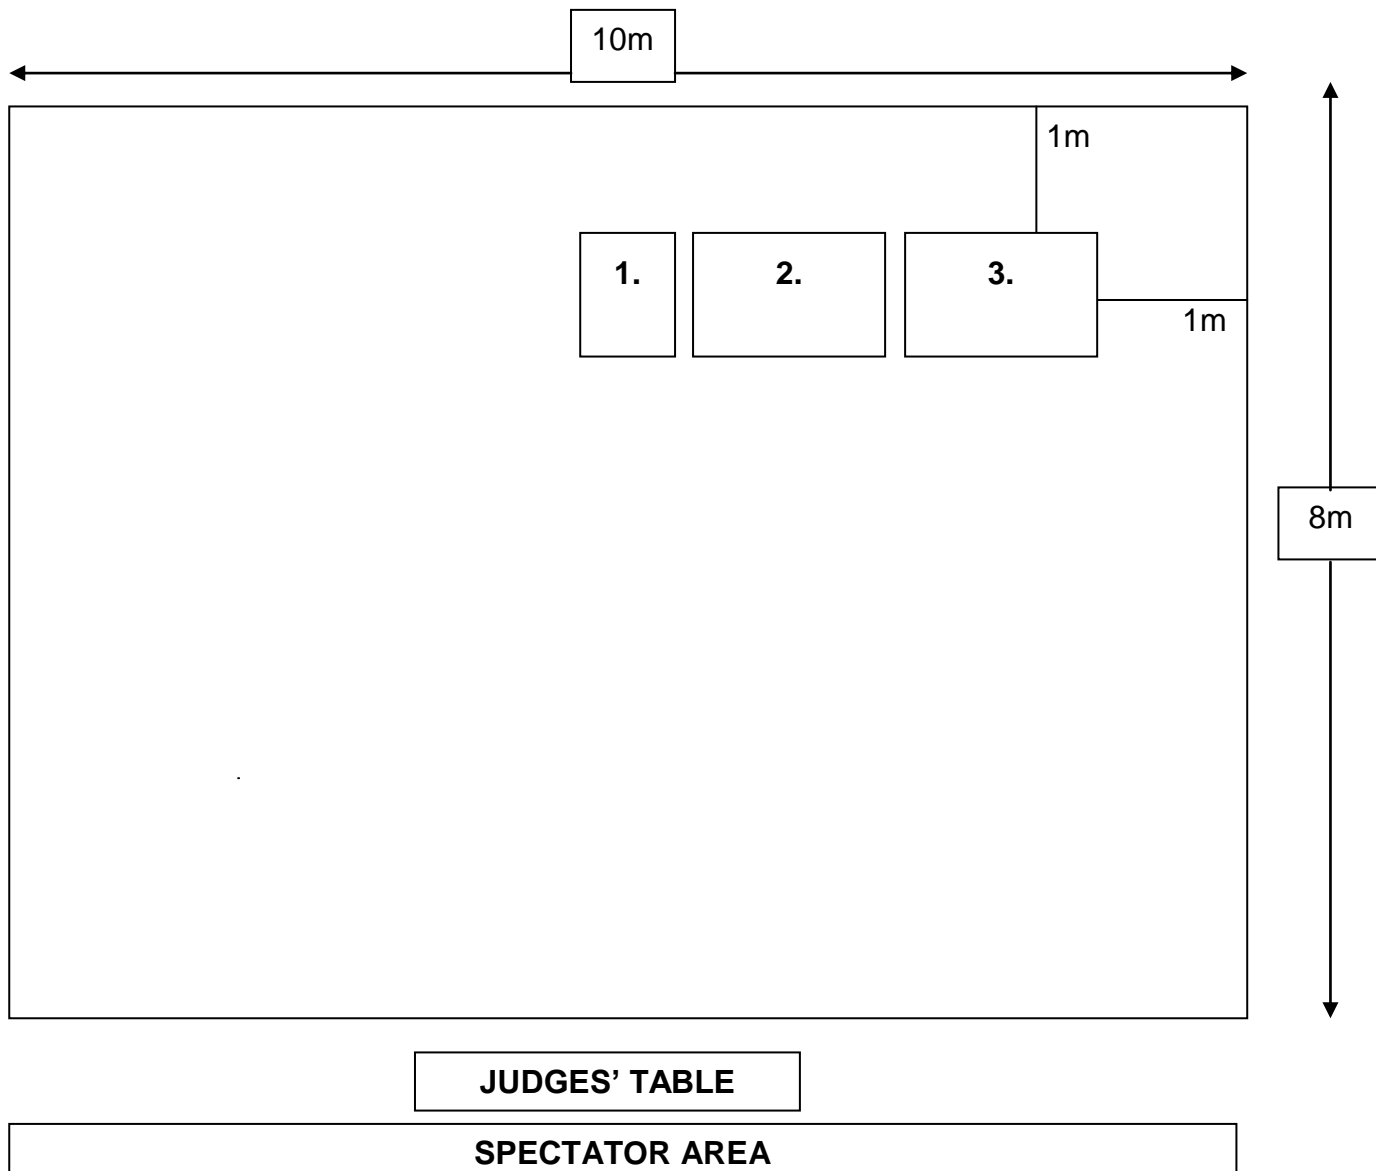 10m
1m
1. 2. 3.
1m
8m
JUDGES’ TABLE
SPECTATOR AREA